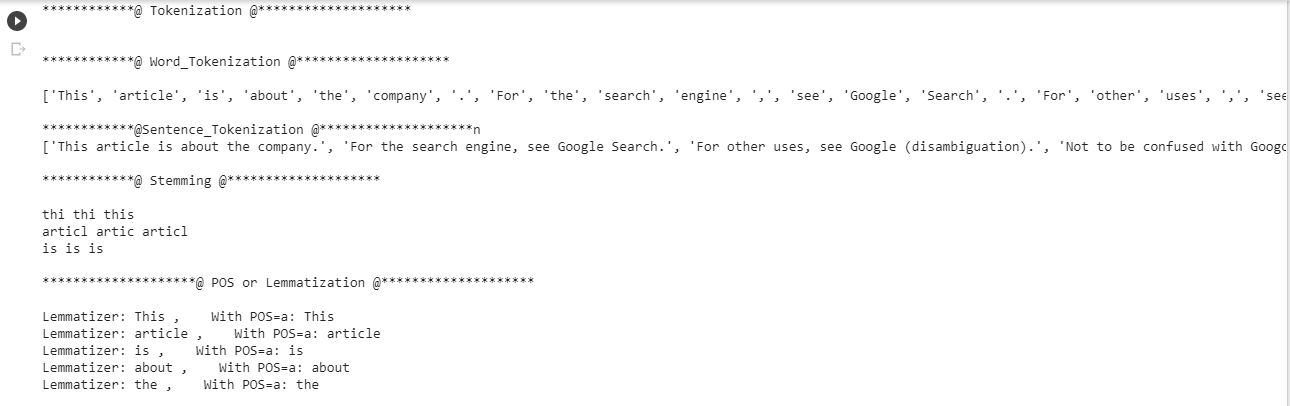 ************@ Tokenization @********************
************@ Word_Tokenization @********************
['This', 'article', 'is', 'about', 'the', 'company', '.', 'For', 'the', 'search', 'engine', ',', 'see', 'Google', 'Search', '.', 'For', 'other', 'uses', ',', 'see
************@Sentence_Tokenization @********************n
['This article is about the company.', 'For the search engine, see Google Search.', 'For other uses, see Google (disambiguation).', 'Not to be confused with Goog
************@ Stemming @********************
thi thi this
articl artic articl
is is is
********************@ POS or Lemmatization @********************
Lemmatizer: This ,    With POS=a: This
Lemmatizer: article ,    With POS=a: article
Lemmatizer: is ,    With POS=a: is
Lemmatizer: about ,    With POS=a: about
Lemmatizer: the ,    With POS=a: the